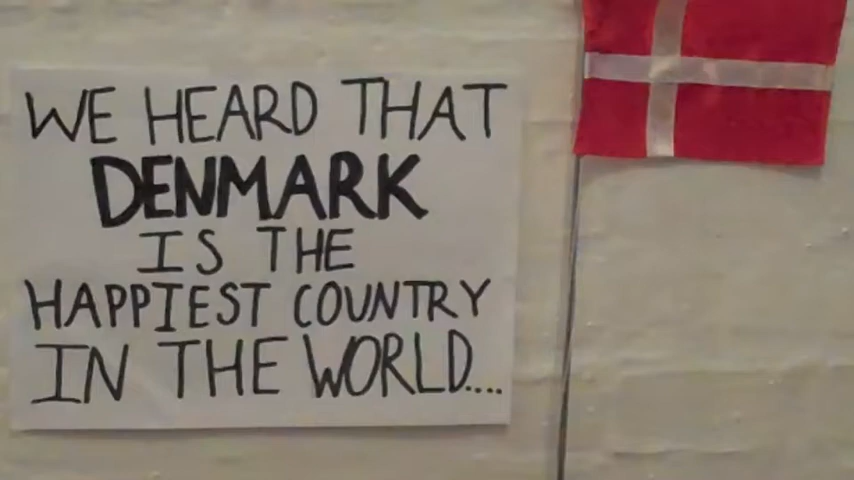 WE HEARD THAT
DENMARK
IS THE
HAPPIEST COUNTRY
IN THE WORLD....